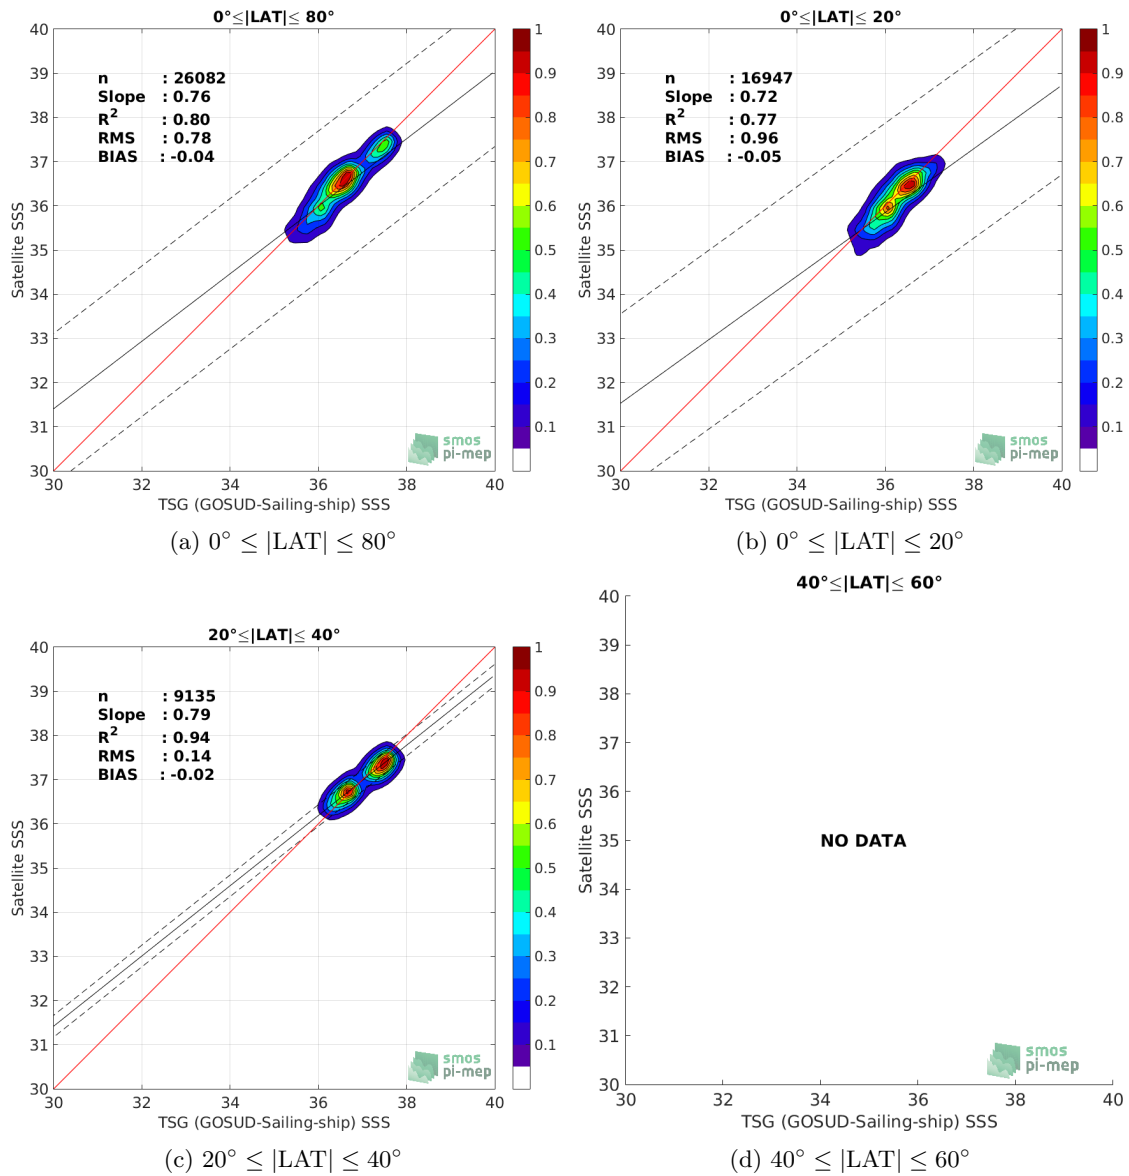 0°≤|LAT|≤ 80°
n : 26082
Slope : 0.76
R² : 0.80
RMS : 0.78
BIAS : -0.04
Satellite SSS
40
39
38
37
36
35
34
33
32
31
30
30 32 34 36 38 40
TSG (GOSUD-Sailing-ship) SSS
1
0.9
0.8
0.7
0.6
0.5
0.4
0.3
0.2
0.1
smos
pi-mep
(a) 0° ≤ |LAT| ≤ 80°
0°≤|LAT|≤ 20°
n : 16947
Slope : 0.72
R² : 0.77
RMS : 0.96
BIAS : -0.05
Satellite SSS
40
39
38
37
36
35
34
33
32
31
30
30 32 34 36 38 40
TSG (GOSUD-Sailing-ship) SSS
1
0.9
0.8
0.7
0.6
0.5
0.4
0.3
0.2
0.1
smos
pi-mep
(b) 0° ≤ |LAT| ≤ 20°
20°≤|LAT|≤ 40°
n : 9135
Slope : 0.79
R² : 0.94
RMS : 0.14
BIAS : -0.02
Satellite SSS
40
39
38
37
36
35
34
33
32
31
30
30 32 34 36 38 40
TSG (GOSUD-Sailing-ship) SSS
1
0.9
0.8
0.7
0.6
0.5
0.4
0.3
0.2
0.1
smos
pi-mep
(c) 20° ≤ |LAT| ≤ 40°
40°≤|LAT|≤ 60°
Satellite SSS
40
39
38
37
36
35
34
33
32
31
30
NO DATA
30 32 34 36 38 40
TSG (GOSUD-Sailing-ship) SSS
smos
pi-mep
(d) 40° ≤ |LAT| ≤ 60°